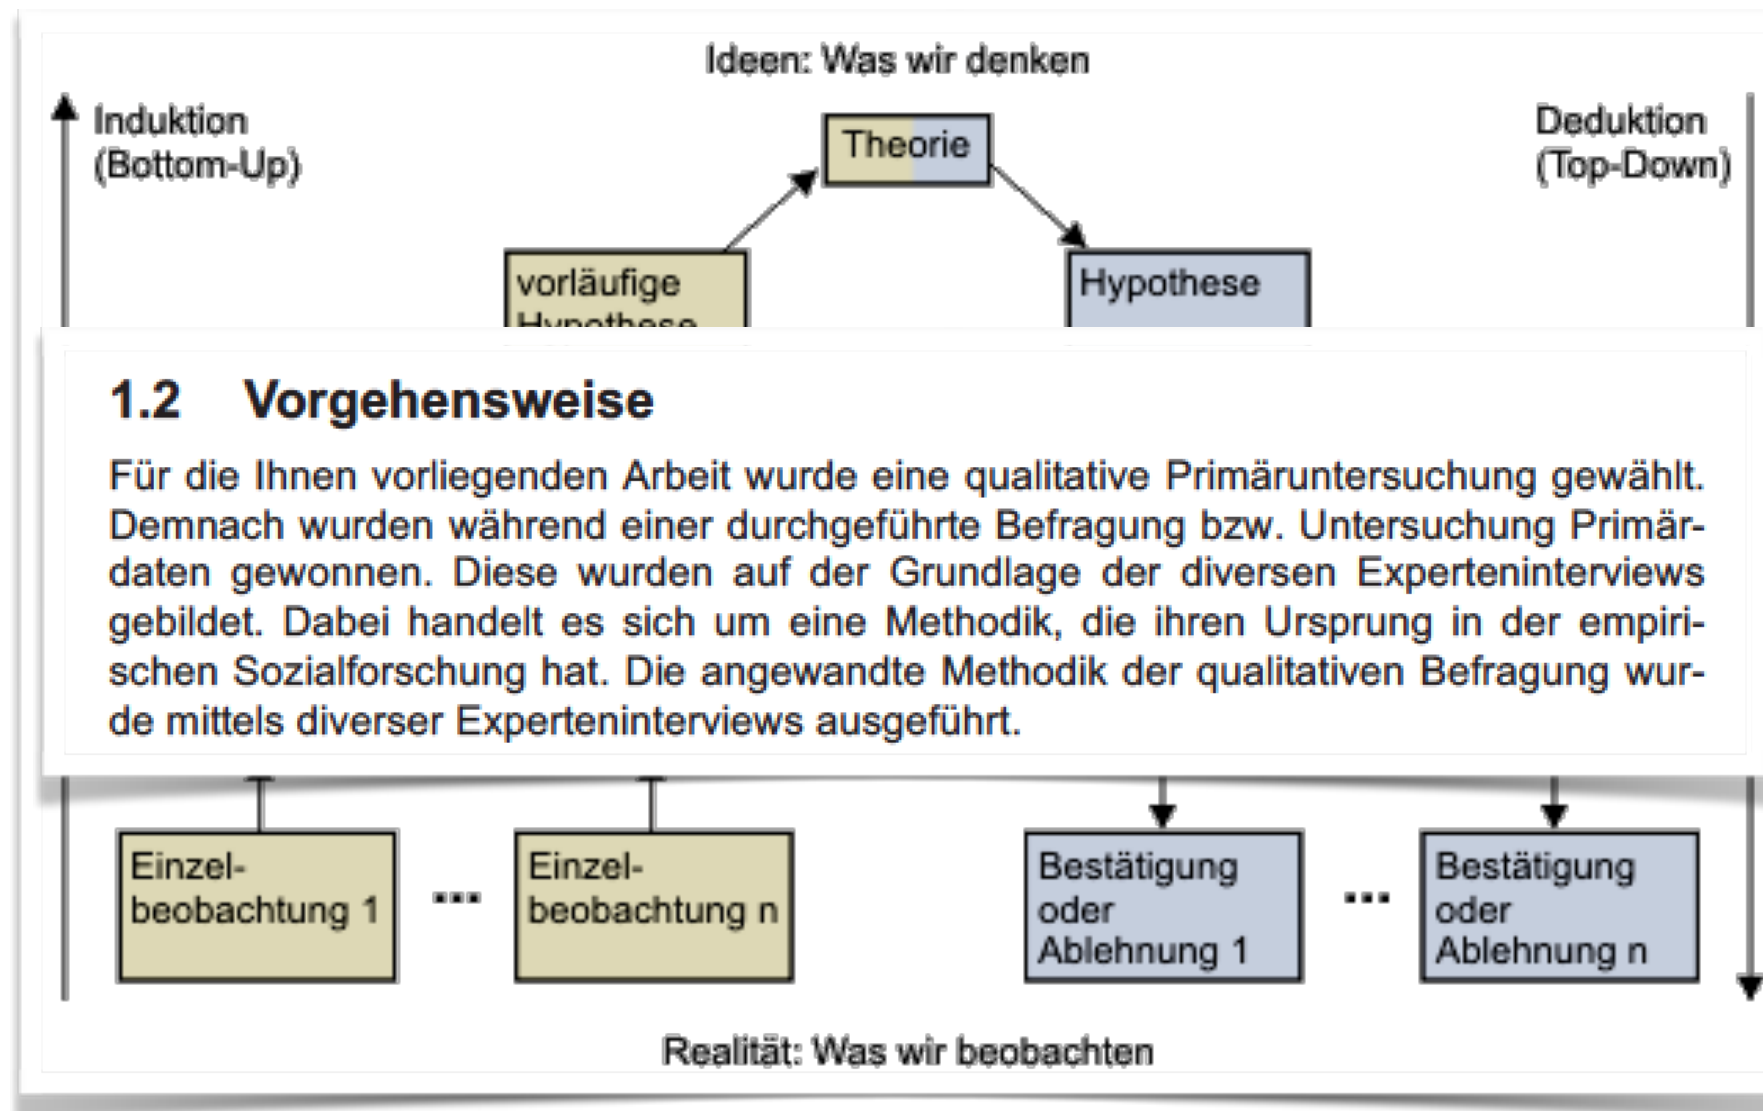 Ideen: Was wir denken
Induktion
(Bottom-Up)
Deduktion
(Top-Down)
Theorie
vorläufige
Hypothese
Hypothese
1.2 Vorgehensweise
Für die Ihnen vorliegenden Arbeit wurde eine qualitative Primäruntersuchung gewählt.
Demnach wurden während einer durchgeführte Befragung bzw. Untersuchung Primär-
daten gewonnen. Diese wurden auf der Grundlage der diversen Experteninterviews
gebildet. Dabei handelt es sich um eine Methodik, die ihren Ursprung in der empiri-
schen Sozialforschung hat. Die angewandte Methodik der qualitativen Befragung wur-
de mittels diverser Experteninterviews ausgeführt.
Einzel-
beobachtung 1
...
Einzel-
beobachtung n
Bestätigung
oder
Ablehnung 1
...
Bestätigung
oder
Ablehnung n
Realität: Was wir beobachten